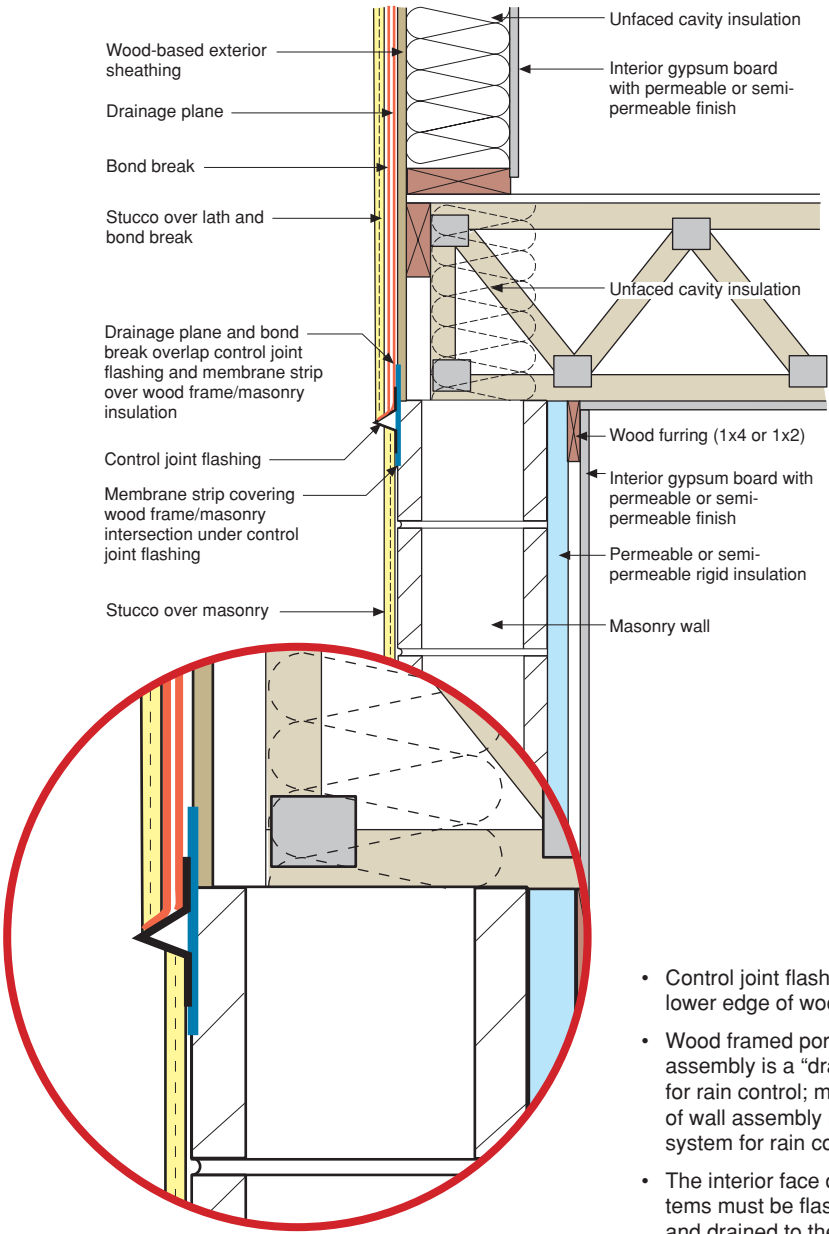 Wood-based exterior
sheathing
Drainage plane
Bond break
Stucco over lath and
bond break
Drainage plane and bond
break overlap control joint
flashing and membrane strip
over wood frame/masonry
insulation
Control joint flashing
Membrane strip covering
wood frame/masonry
intersection under control
joint flashing
Stucco over masonry
Unfaced cavity insulation
Interior gypsum board
with permeable or semi-
permeable finish
Unfaced cavity insulation
Wood furring (1x4 or 1x2)
Interior gypsum board with
permeable or semi-
permeable finish
Permeable or semi-
permeable rigid insulation
Masonry wall
• Control joint flash
lower edge of woo
• Wood framed por
assembly is a “dra
for rain control; m
of wall assembly
system for rain co
• The interior face o
tems must be flas
and drained to the